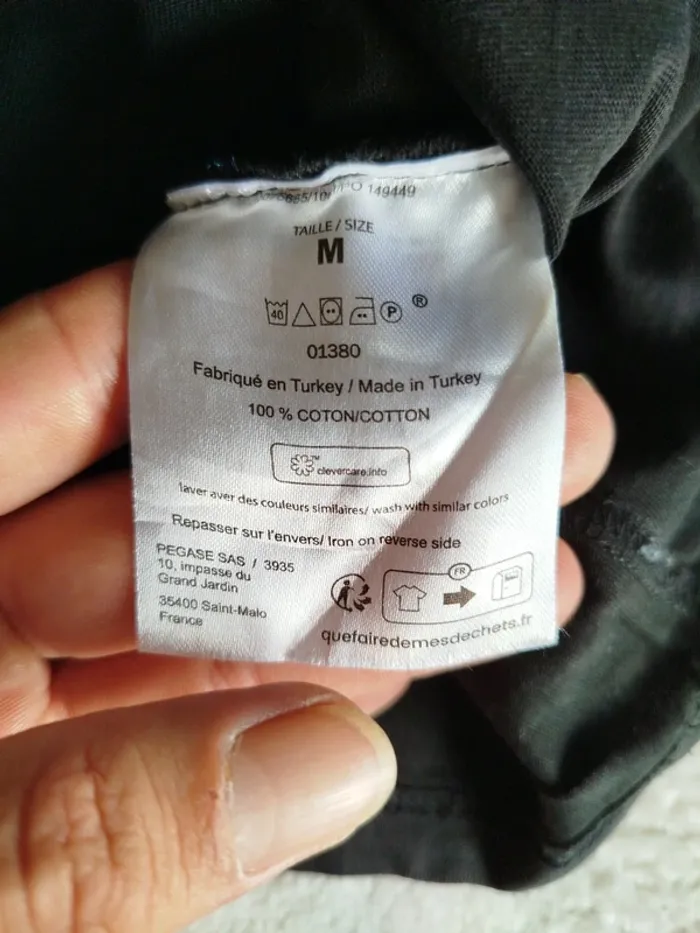 149449
TAILLE / SIZE
M
40 P ®
01380
Fabriqué en Turkey / Made in Turkey
100 % COTON/COTTON
clevercare.info
laver aver des couleurs similaires/ wash with similar colors
Repasser sur l'envers/ Iron on reverse side
PEGASE SAS / 3935
10, impasse du
Grand Jardin
35400 Saint-Malo
France
FR
quefairedemesdechets.fr